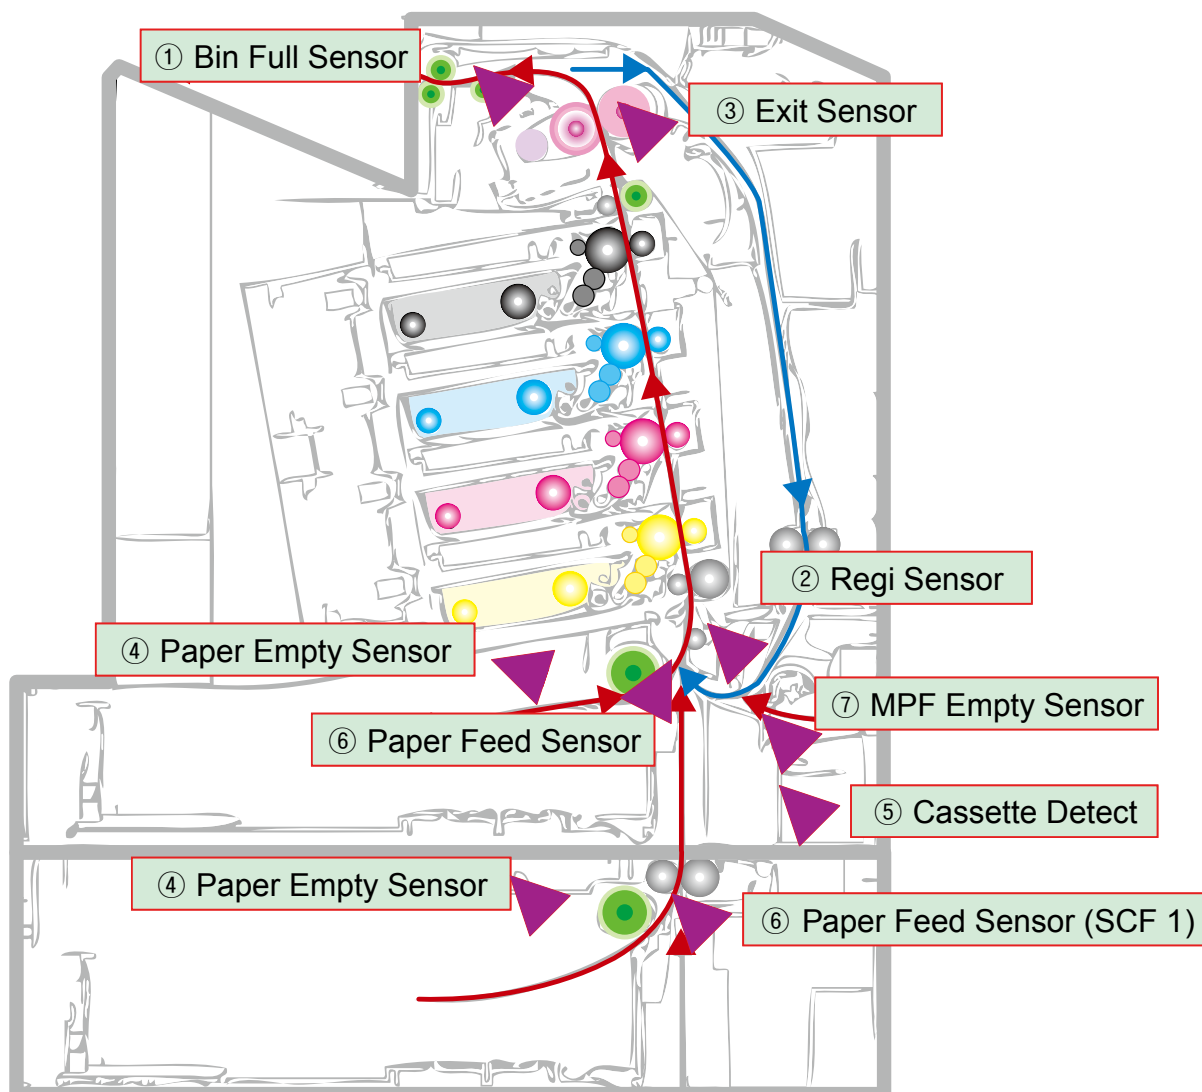 ① Bin Full Sensor
③ Exit Sensor
② Regi Sensor
④ Paper Empty Sensor
⑦ MPF Empty Sensor
⑥ Paper Feed Sensor
⑤ Cassette Detect
④ Paper Empty Sensor
⑥ Paper Feed Sensor (SCF 1)